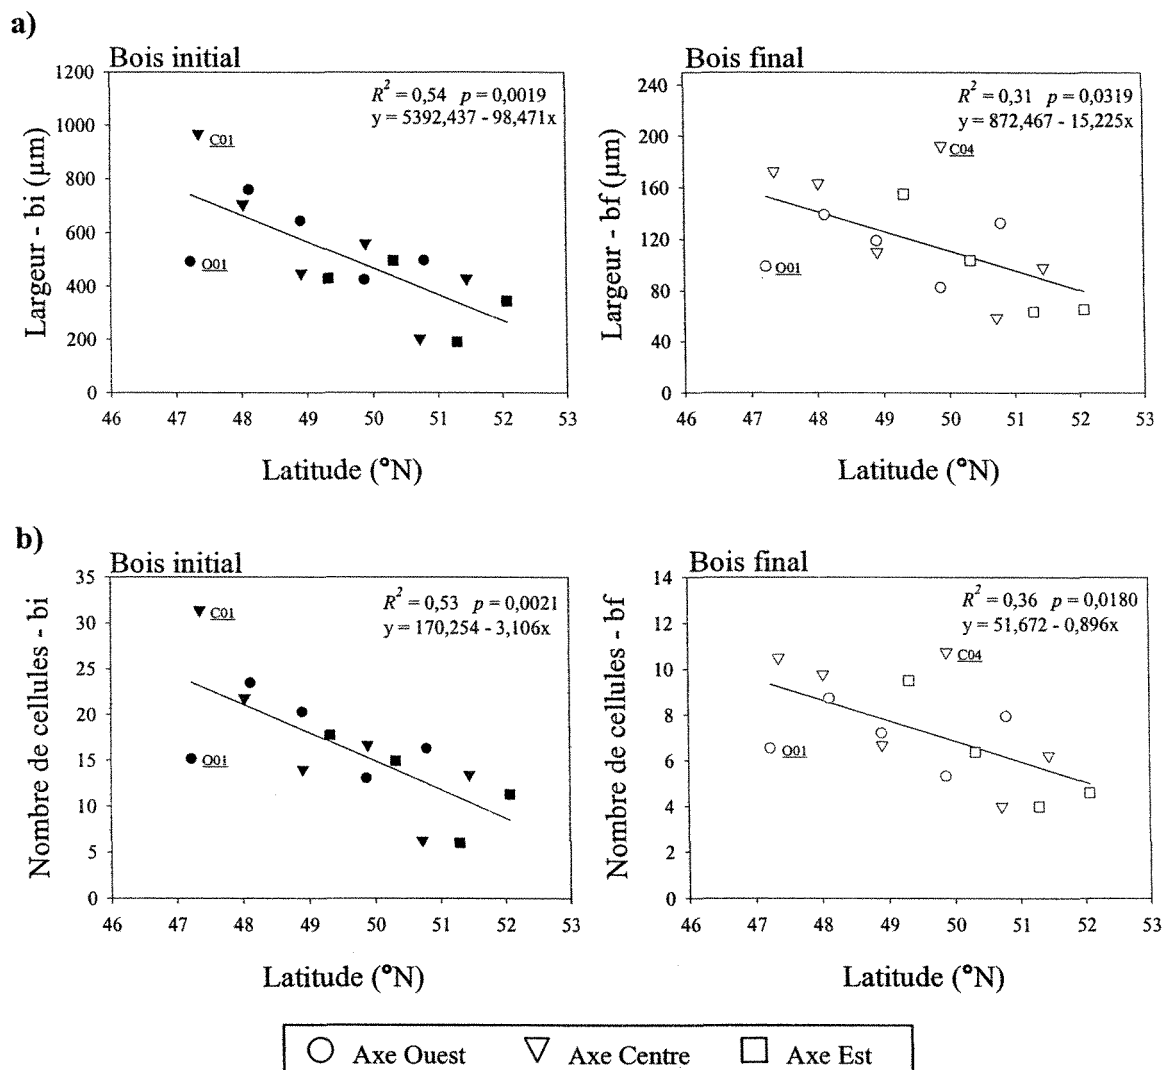 a)
Bois initial
R² = 0,54 p = 0,0019
y = 5392,437 - 98,471x
Largeur - bi (µm)
1200
1000
800
600
400
200
0
C01
O01
46 47 48 49 50 51 52 53
Latitude (°N)
Bois final
R² = 0,31 p = 0,0319
y = 872,467 - 15,225x
Largeur - bf (µm)
240
200
160
120
80
40
0
C04
O01
46 47 48 49 50 51 52 53
Latitude (°N)
b)
Bois initial
R² = 0,53 p = 0,0021
y = 170,254 - 3,106x
Nombre de cellules - bi
35
30
25
20
15
10
5
0
C01
O01
46 47 48 49 50 51 52 53
Latitude (°N)
Bois final
R² = 0,36 p = 0,0180
y = 51,672 - 0,896x
Nombre de cellules - bf
14
12
10
8
6
4
2
0
C04
O01
46 47 48 49 50 51 52 53
Latitude (°N)
Axe Ouest Axe Centre Axe Est